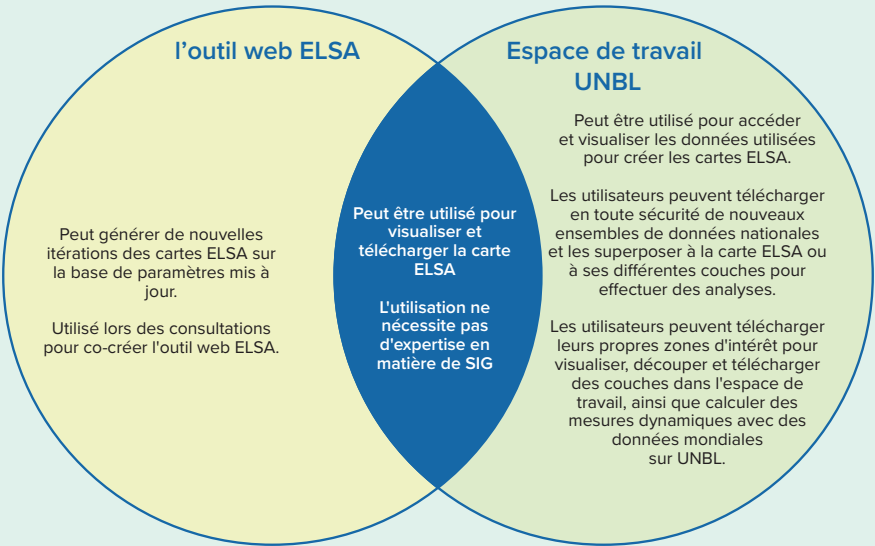 l’outil web ELSA
Peut générer de nouvelles
itérations des cartes ELSA sur
la base de paramètres mis à
jour.
Utilisé lors des consultations
pour co-créer l'outil web ELSA.
Peut être utilisé pour
visualiser et
télécharger la carte
ELSA
L'utilisation ne
nécessite pas
d'expertise en
matière de SIG
Espace de travail
UNBL
Peut être utilisé pour accéder
et visualiser les données utilisées
pour créer les cartes ELSA.
Les utilisateurs peuvent télécharger
en toute sécurité de nouveaux
ensembles de données nationales
et les superposer à la carte ELSA ou
à ses différentes couches pour
effectuer des analyses.
Les utilisateurs peuvent télécharger
leurs propres zones d'intérêt pour
visualiser, découper et télécharger
des couches dans l'espace de
travail, ainsi que calculer des
mesures dynamiques avec des
données mondiales
sur UNBL.